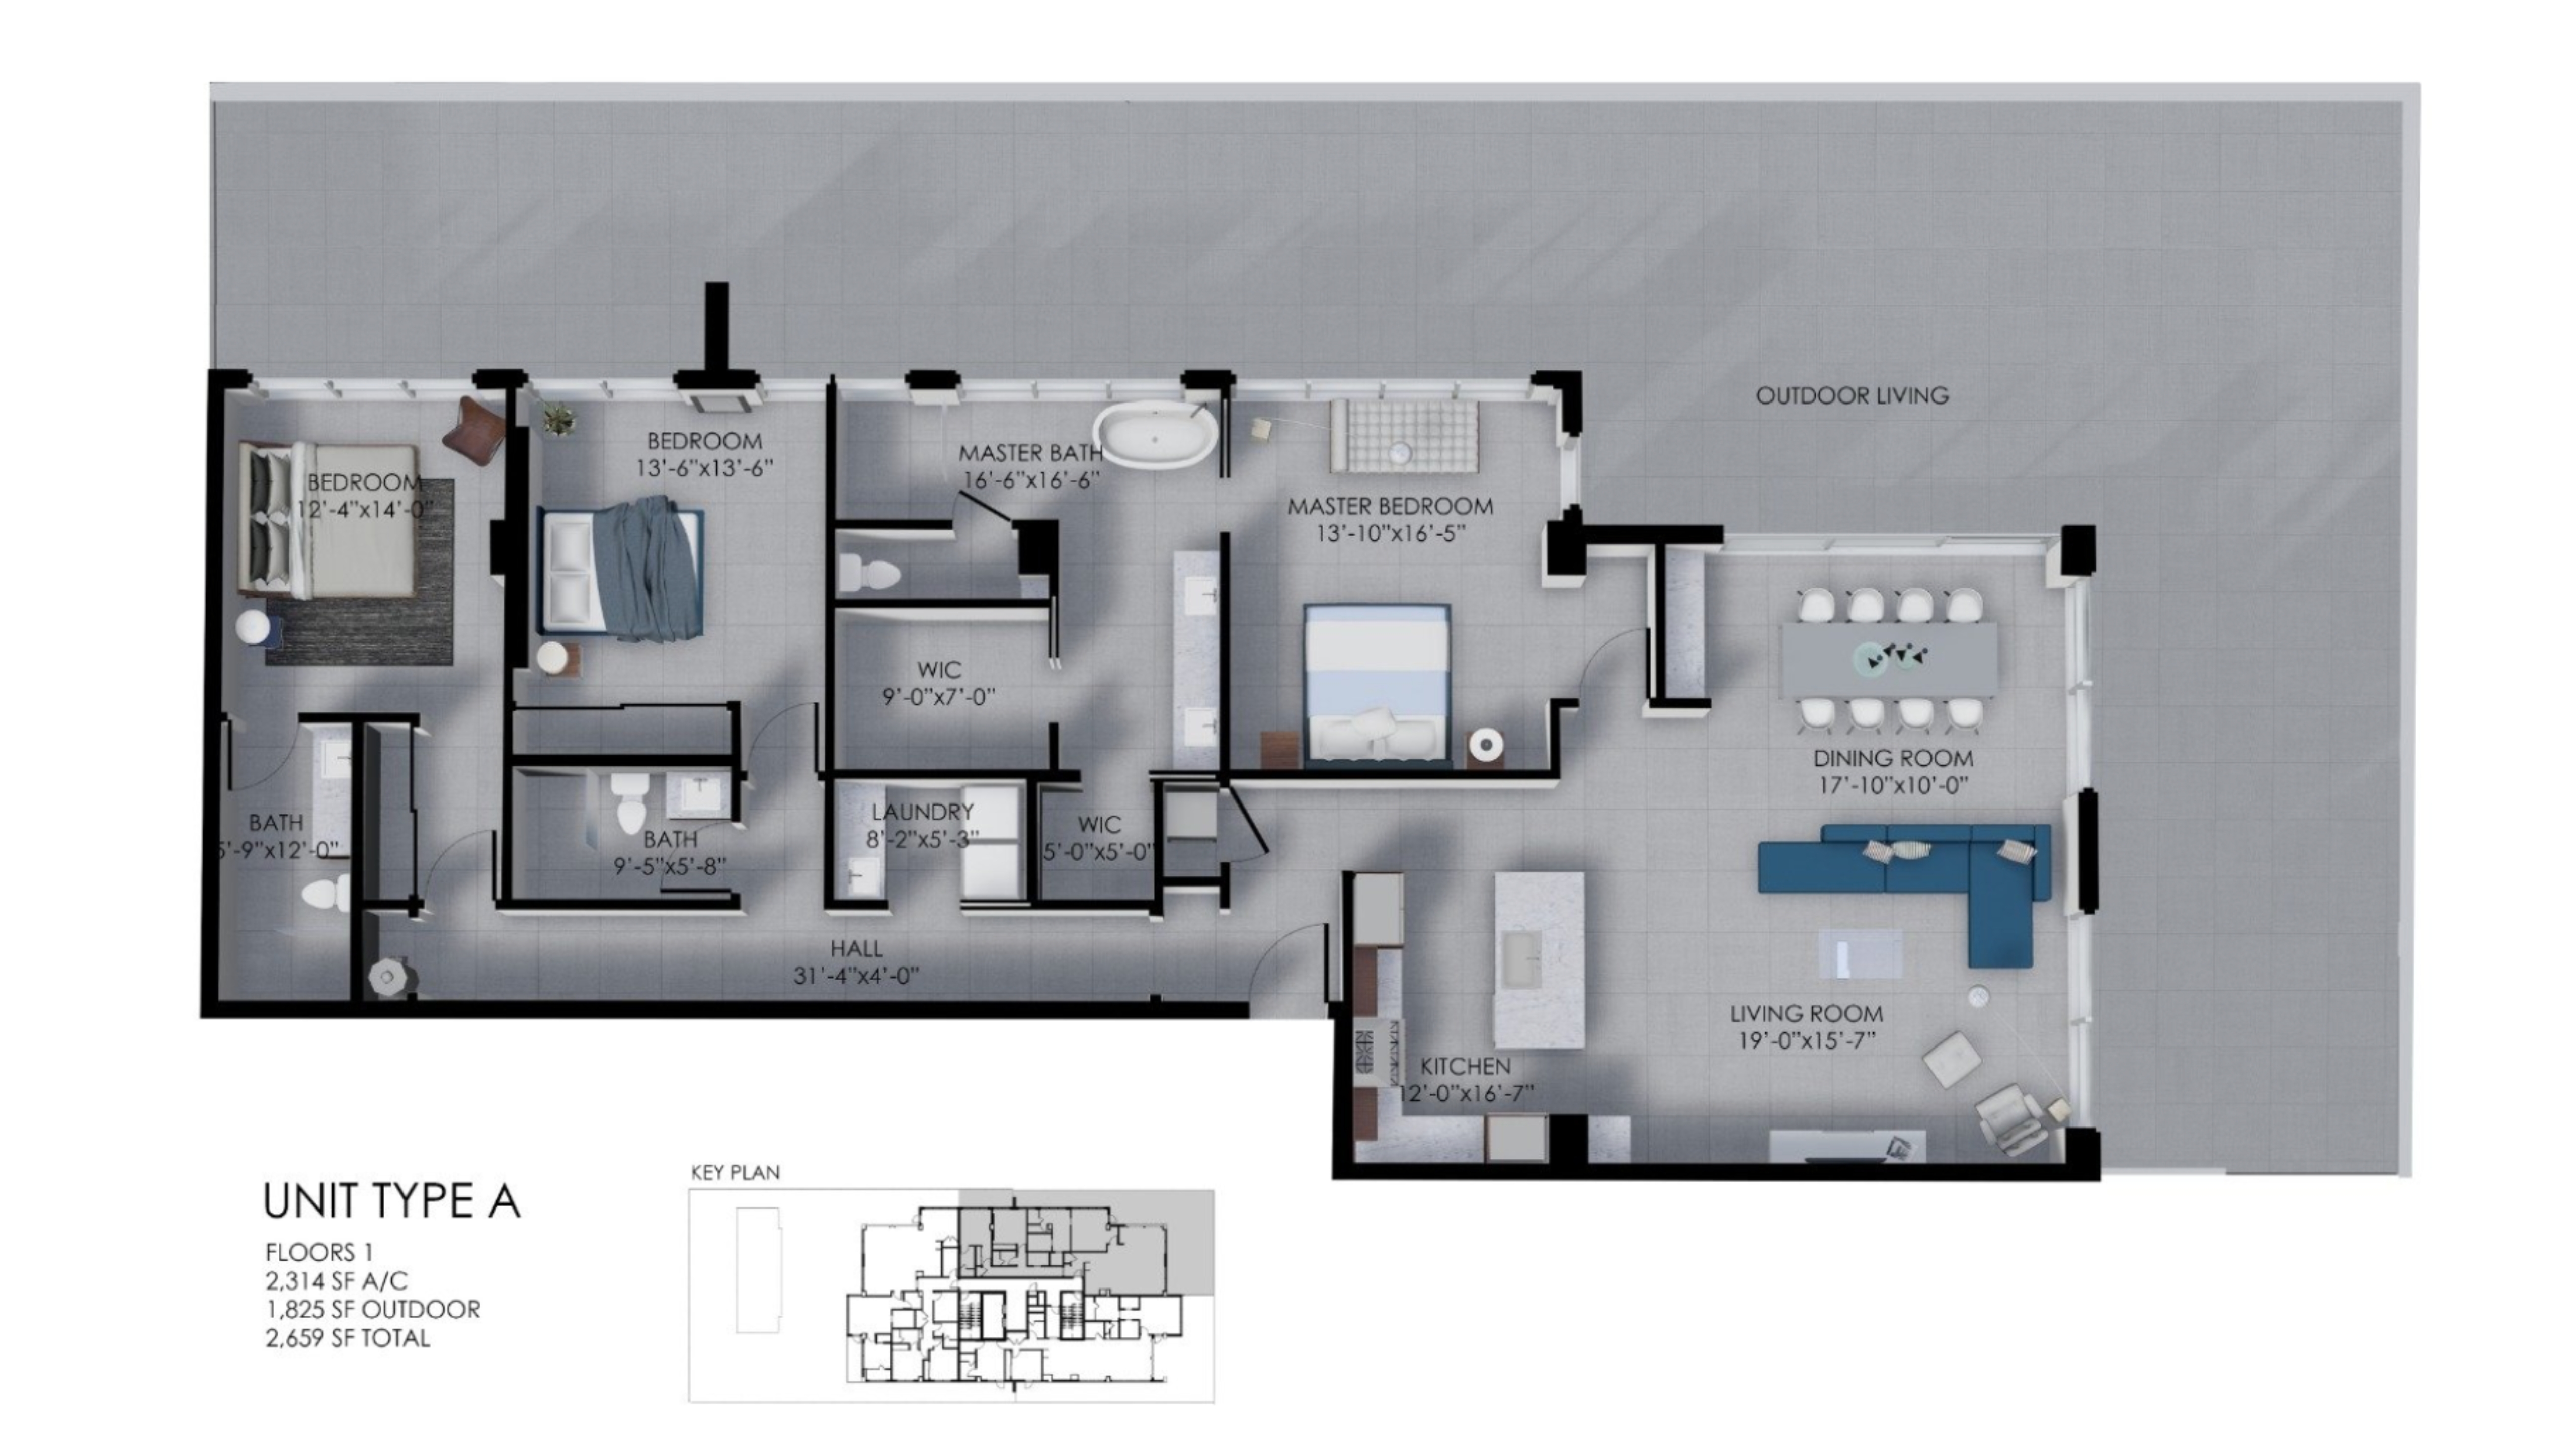 OUTDOOR LIVING
BEDROOM
12'-4"x14'-0"
BEDROOM
13'-6"x13'-6"
MASTER BATH
16'-6"x16'-6"
MASTER BEDROOM
13'-10"x16'-5"
WIC
9'-0"x7'-0"
DINING ROOM
17'-10"x10'-0"
BATH
5'-9"x12'-0"
BATH
9'-5"x5'-8"
LAUNDRY
8'-2"x5'-3"
WIC
5'-0"x5'-0"
HALL
31'-4"x4'-0"
LIVING ROOM
19'-0"x15'-7"
KITCHEN
12'-0"x16'-7"
UNIT TYPE A
FLOORS 1
2,314 SF A/C
1,825 SF OUTDOOR
2,659 SF TOTAL
KEY PLAN